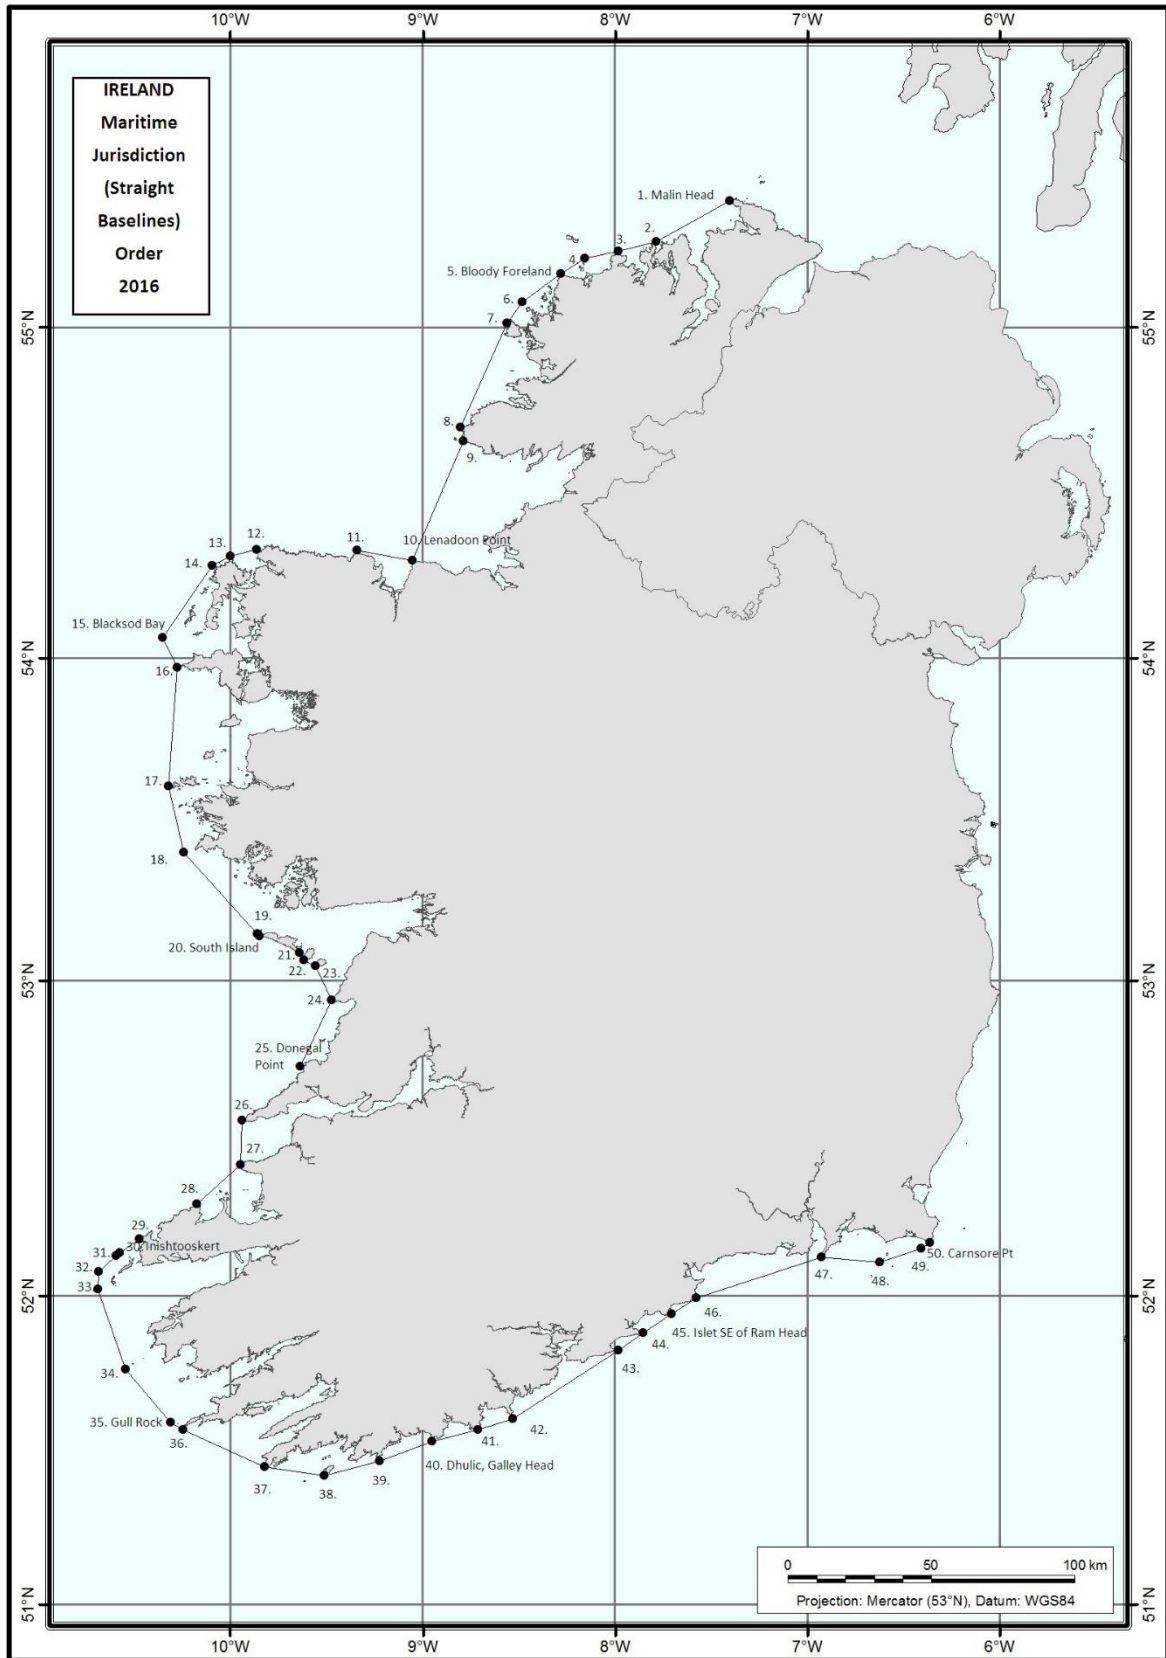 10°W 9°W 8°W 7°W 6°W
IRELAND
Maritime
Jurisdiction
(Straight
Baselines)
Order
2016
1. Malin Head
2.
3.
4.
5. Bloody Foreland
6.
7.
55°N 55°N
8.
9.
10. Lenadoon Point
11.
12.
13.
14.
15. Blacksod Bay
54°N 54°N
16.
17.
18.
19.
20. South Island
21.
22.
23.
53°N 53°N
24.
25. Donegal
Point
26.
27.
28.
29.
30. Inishtooskert
31.
32.
33.
52°N 52°N
34.
35. Gull Rock
36.
37.
38.
39.
40. Dhulic, Galley Head
41.
42.
43.
44.
45. Islet SE of Ram Head
46.
47.
48.
49.
50. Carnsore Pt
0 50 100 km
Projection: Mercator (53°N), Datum: WGS84
51°N 51°N
10°W 9°W 8°W 7°W 6°W